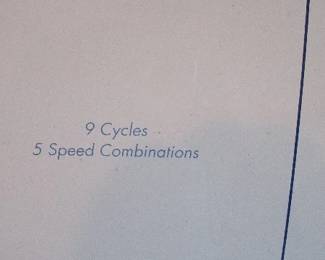 9 Cycles
5 Speed Combinations